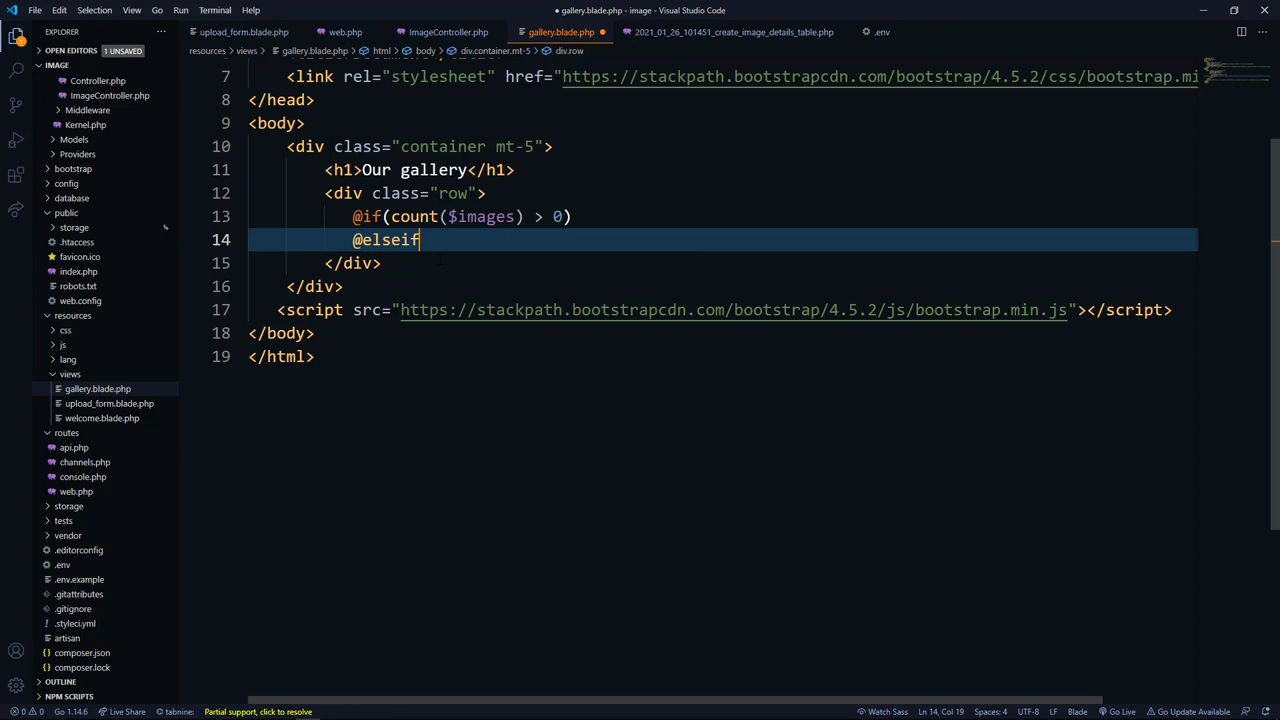 File Edit Selection View Go Run Terminal Help
gallery.blade.php - image - Visual Studio Code
EXPLORER
upload_form.blade.php
web.php
ImageController.php
gallery.blade.php
2021_01_26_101451_create_image_details_table.php
.env
OPEN EDITORS 1 UNSAVED
resources > views > gallery.blade.php > html > body > div.container.mt-5 > div.row
IMAGE
Controller.php
ImageController.php
Middleware
Kernel.php
Models
Providers
bootstrap
config
database
public
storage
.htaccess
favicon.ico
index.php
robots.txt
web.config
resources
css
js
lang
views
gallery.blade.php
upload_form.blade.php
welcome.blade.php
routes
api.php
channels.php
console.php
web.php
storage
tests
vendor
.editorconfig
.env
.env.example
.gitattributes
.gitignore
.styleci.yml
artisan
composer.json
composer.lock
OUTLINE
NPM SCRIPTS
7 <link rel="stylesheet" href="https://stackpath.bootstrapcdn.com/bootstrap/4.5.2/css/bootstrap.mi
8 </head>
9 <body>
10 <div class="container mt-5">
11 <h1>Our gallery</h1>
12 <div class="row">
13 @if(count($images) > 0)
14 @elseif
15 </div>
16 </div>
17 <script src="https://stackpath.bootstrapcdn.com/bootstrap/4.5.2/js/bootstrap.min.js"></script>
18 </body>
19 </html>
0 0 Go 1.14.6 Live Share tabnine: Partial support, click to resolve
Watch Sass Ln 14, Col 19 Spaces: 4 UTF-8 LF Blade Go Live Go Update Available